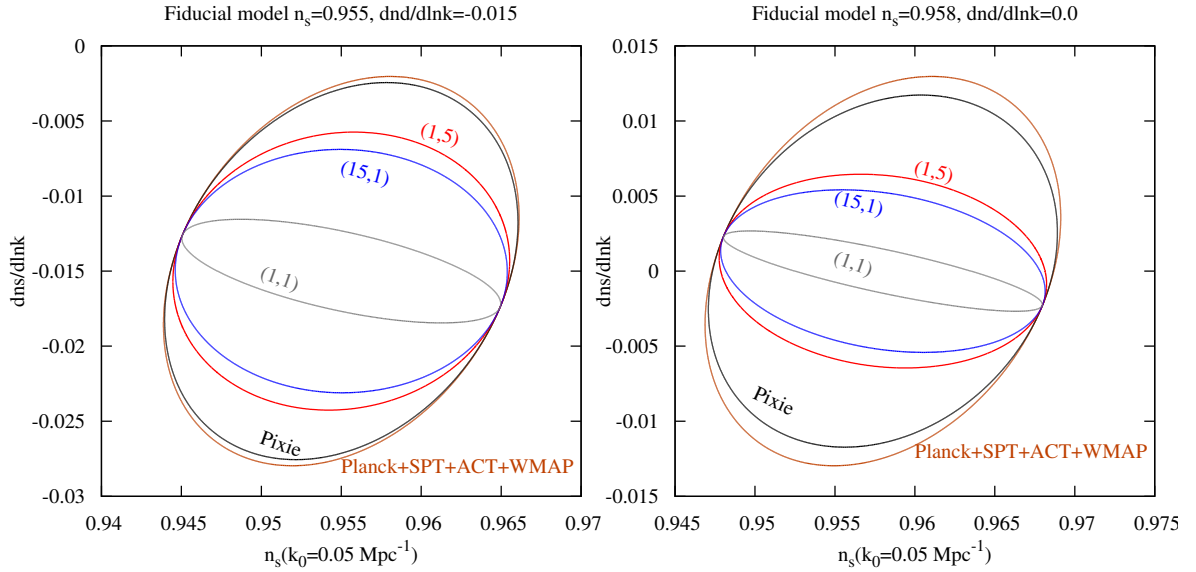 Fiducial model n_s=0.955, dnd/dlnk=-0.015
0
-0.005
-0.01
-0.015
-0.02
-0.025
-0.03
dns/dlnk
(1,5)
(15,1)
(1,1)
Pixie
Planck+SPT+ACT+WMAP
0.94 0.945 0.95 0.955 0.96 0.965 0.97
n_s(k_0=0.05 Mpc^-1)
Fiducial model n_s=0.958, dnd/dlnk=0.0
0.015
0.01
0.005
0
-0.005
-0.01
-0.015
dns/dlnk
(1,5)
(15,1)
(1,1)
Pixie
Planck+SPT+ACT+WMAP
0.945 0.95 0.955 0.96 0.965 0.97 0.975
n_s(k_0=0.05 Mpc^-1)